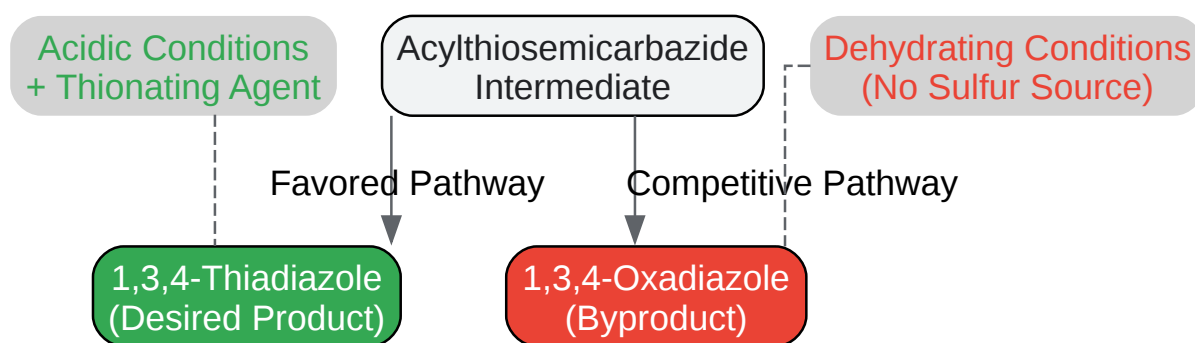 Acidic Conditions
+ Thionating Agent
Acylthiosemicarbazide
Intermediate
Dehydrating Conditions
(No Sulfur Source)
Favored Pathway
Competitive Pathway
1,3,4-Thiadiazole
(Desired Product)
1,3,4-Oxadiazole
(Byproduct)